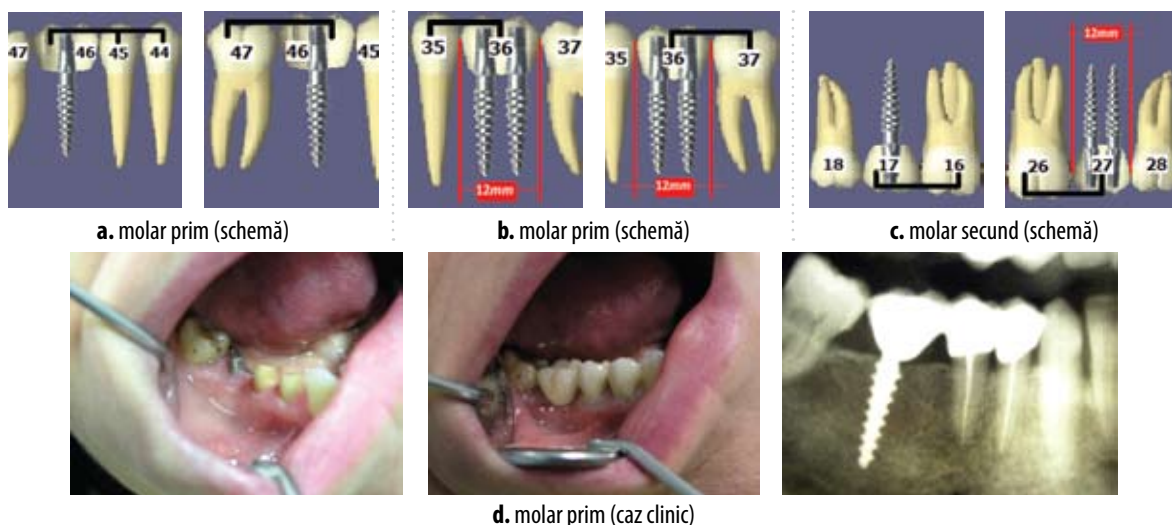 47 46 45 44
47 46 45
35 36 37
12mm
35 36 37
12mm
18 17 16
12mm
26 27 28
a. molar prim (schemă)
b. molar prim (schemă)
c. molar secund (schemă)
d. molar prim (caz clinic)